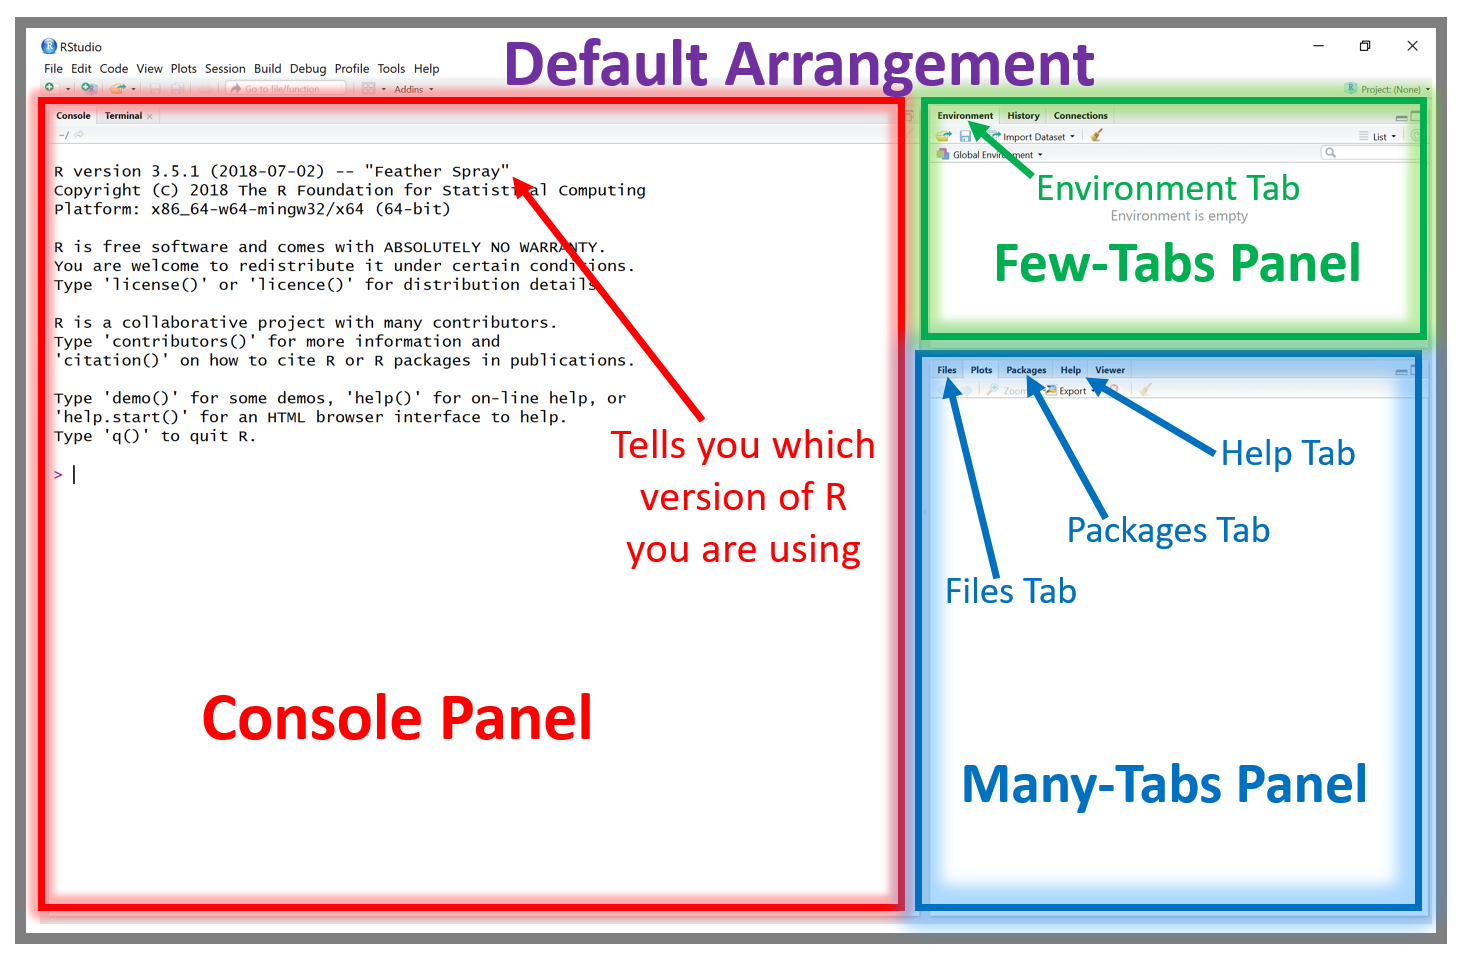 RStudio
Default Arrangement
File Edit Code View Plots Session Build Debug Profile Tools Help
Go to file/function
Addins
Project: (None)
Console Terminal
~/
R version 3.5.1 (2018-07-02) -- "Feather Spray"
Copyright (C) 2018 The R Foundation for Statistical Computing
Platform: x86_64-w64-mingw32/x64 (64-bit)
R is free software and comes with ABSOLUTELY NO WARRANTY.
You are welcome to redistribute it under certain conditions.
Type 'license()' or 'licence()' for distribution details
R is a collaborative project with many contributors.
Type 'contributors()' for more information and
'citation()' on how to cite R or R packages in publications.
Type 'demo()' for some demos, 'help()' for on-line help, or
'help.start()' for an HTML browser interface to help.
Type 'q()' to quit R.
>
Tells you which
version of R
you are using
Console Panel
Environment History Connections
Import Dataset
List
Global Environment
Environment Tab
Environment is empty
Few-Tabs Panel
Files Plots Packages Help Viewer
Zoom Export
Help Tab
Packages Tab
Files Tab
Many-Tabs Panel